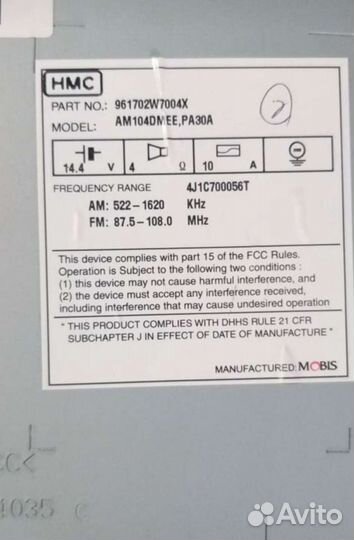 HMC
PART NO.: 961702W7004X
MODEL: AM104DMEE,PA30A
2
14.4 V 4 Ω 10 A
FREQUENCY RANGE 4J1C700056T
AM: 522-1620 KHz
FM: 87.5-108.0 MHz
This device complies with part 15 of the FCC Rules.
Operation is Subject to the following two conditions :
(1) this device may not cause harmful interference, and
(2) the device must accept any interference received,
including interference that may cause undesired operation
" THIS PRODUCT COMPLIES WITH DHHS RULE 21 CFR
SUBCHAPTER J IN EFFECT OF DATE OF MANUFACTURE "
MANUFACTURED: MOBIS
4035 C
Avito